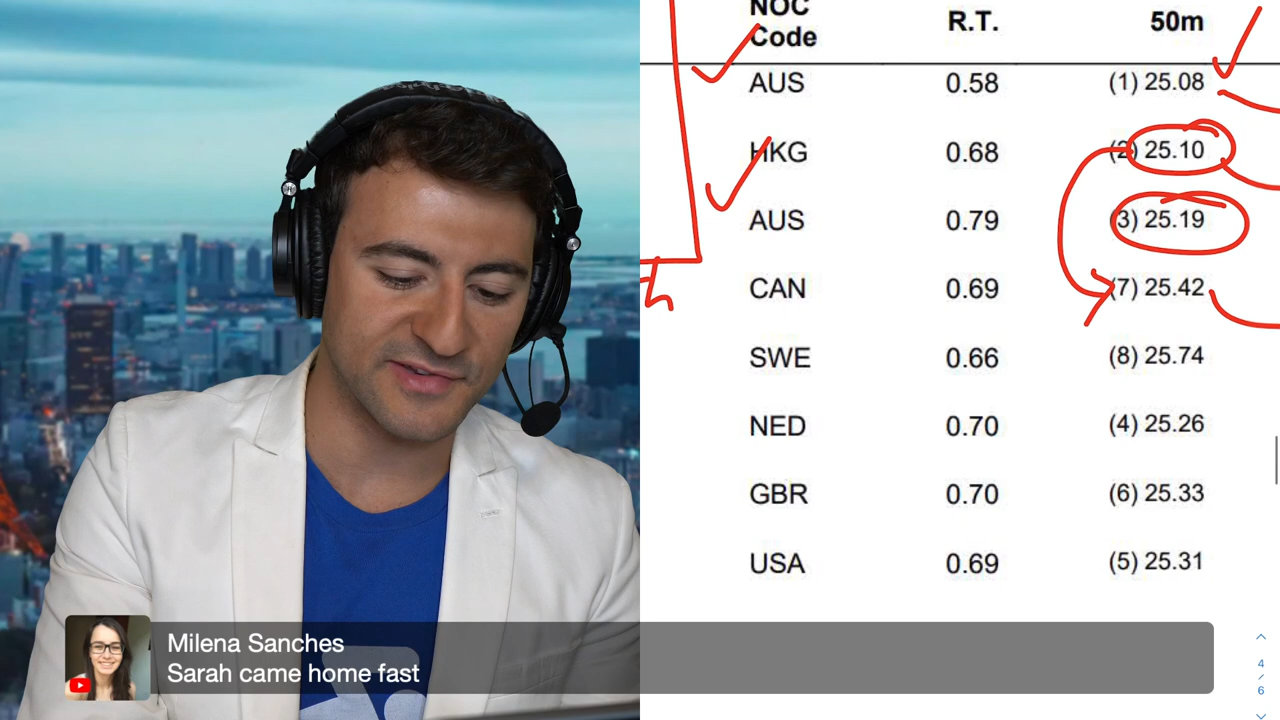 NOC
Code R.T. 50m
AUS 0.58 (1) 25.08
HKG 0.68 (2) 25.10
AUS 0.79 (3) 25.19
CAN 0.69 (7) 25.42
SWE 0.66 (8) 25.74
NED 0.70 (4) 25.26
GBR 0.70 (6) 25.33
USA 0.69 (5) 25.31
Milena Sanches
Sarah came home fast
4
/
6